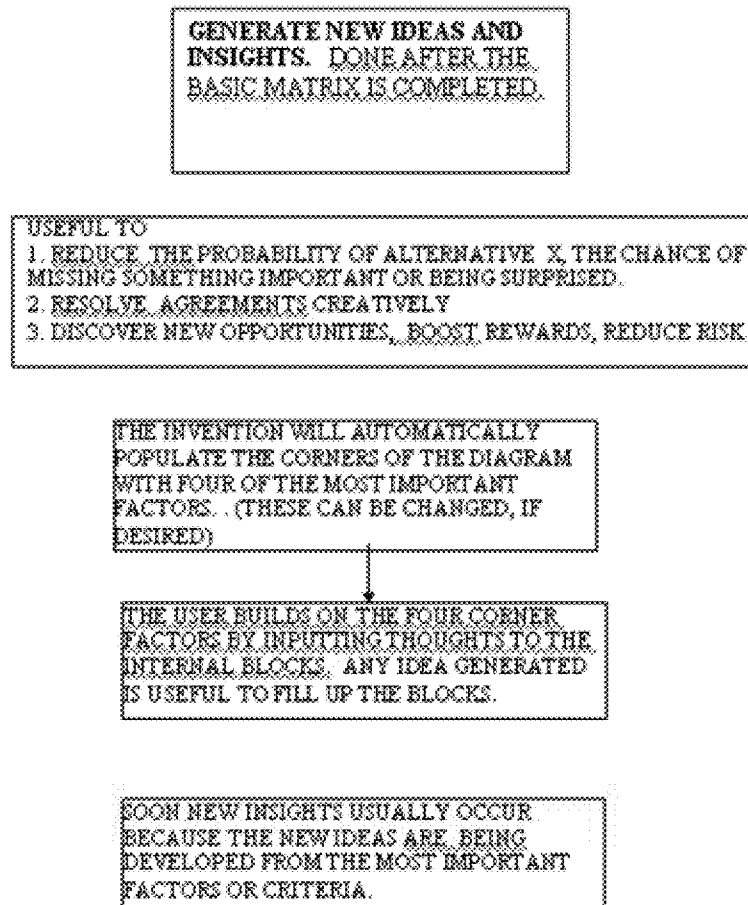 GENERATE NEW IDEAS AND
INSIGHTS. DONE AFTER THE
BASIC MATRIX IS COMPLETED.
USEFUL TO
1. REDUCE THE PROBABILITY OF ALTERNATIVE X, THE CHANCE OF
MISSING SOMETHING IMPORTANT OR BEING SURPRISED.
2. RESOLVE AGREEMENTS CREATIVELY
3. DISCOVER NEW OPPORTUNITIES, BOOST REWARDS, REDUCE RISK
THE INVENTION WILL AUTOMATICALLY
POPULATE THE CORNERS OF THE DIAGRAM
WITH FOUR OF THE MOST IMPORTANT
FACTORS. . (THESE CAN BE CHANGED, IF
DESIRED)
THE USER BUILDS ON THE FOUR CORNER
FACTORS BY INPUTTING THOUGHTS TO THE
INTERNAL BLOCKS. ANY IDEA GENERATED
IS USEFUL TO FILL UP THE BLOCKS.
SOON NEW INSIGHTS USUALLY OCCUR
BECAUSE THE NEW IDEAS ARE BEING
DEVELOPED FROM THE MOST IMPORTANT
FACTORS OR CRITERIA.